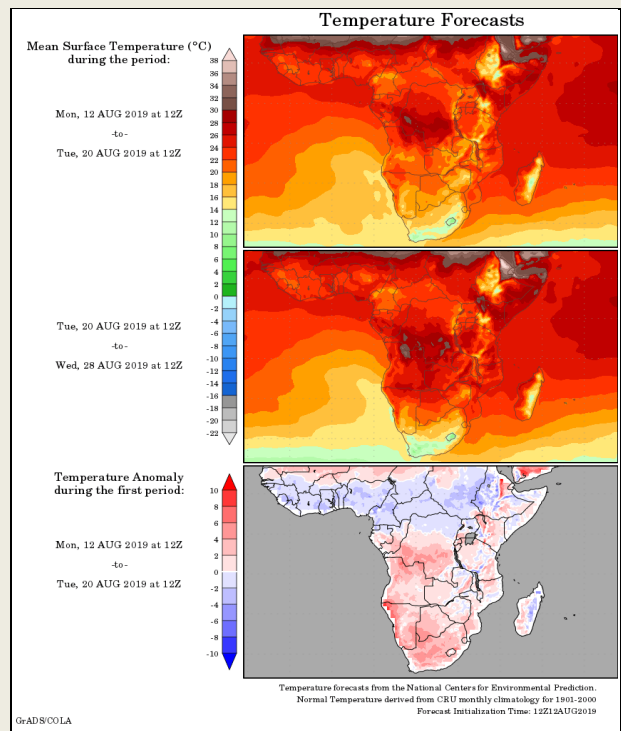 Temperature Forecasts
Mean Surface Temperature (°C)
during the period:
Mon, 12 AUG 2019 at 12Z
-to-
Tue, 20 AUG 2019 at 12Z
38
36
34
32
30
28
26
24
22
20
18
16
14
12
10
8
6
4
2
0
-2
-4
-6
-8
-10
-12
-14
-16
-18
-20
-22
Tue, 20 AUG 2019 at 12Z
-to-
Wed, 28 AUG 2019 at 12Z
Temperature Anomaly
during the first period:
Mon, 12 AUG 2019 at 12Z
-to-
Tue, 20 AUG 2019 at 12Z
10
8
6
4
2
0
-2
-4
-6
-8
-10
Temperature forecasts from the National Centers for Environmental Prediction.
Normal Temperature derived from CRU monthly climatology for 1901-2000
Forecast Initialization Time: 12Z12AUG2019
GrADS/COLA